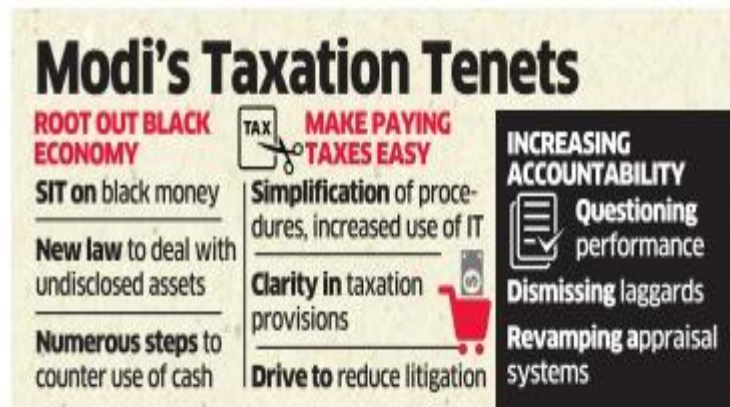 Modi's Taxation Tenets
ROOT OUT BLACK
ECONOMY
SIT on black money
New law to deal with
undisclosed assets
Numerous steps to
counter use of cash
TAX
MAKE PAYING
TAXES EASY
Simplification of proce-
dures, increased use of IT
Clarity in taxation
provisions
Drive to reduce litigation
INCREASING
ACCOUNTABILITY
Questioning
performance
Dismissing laggards
Revamping appraisal
systems